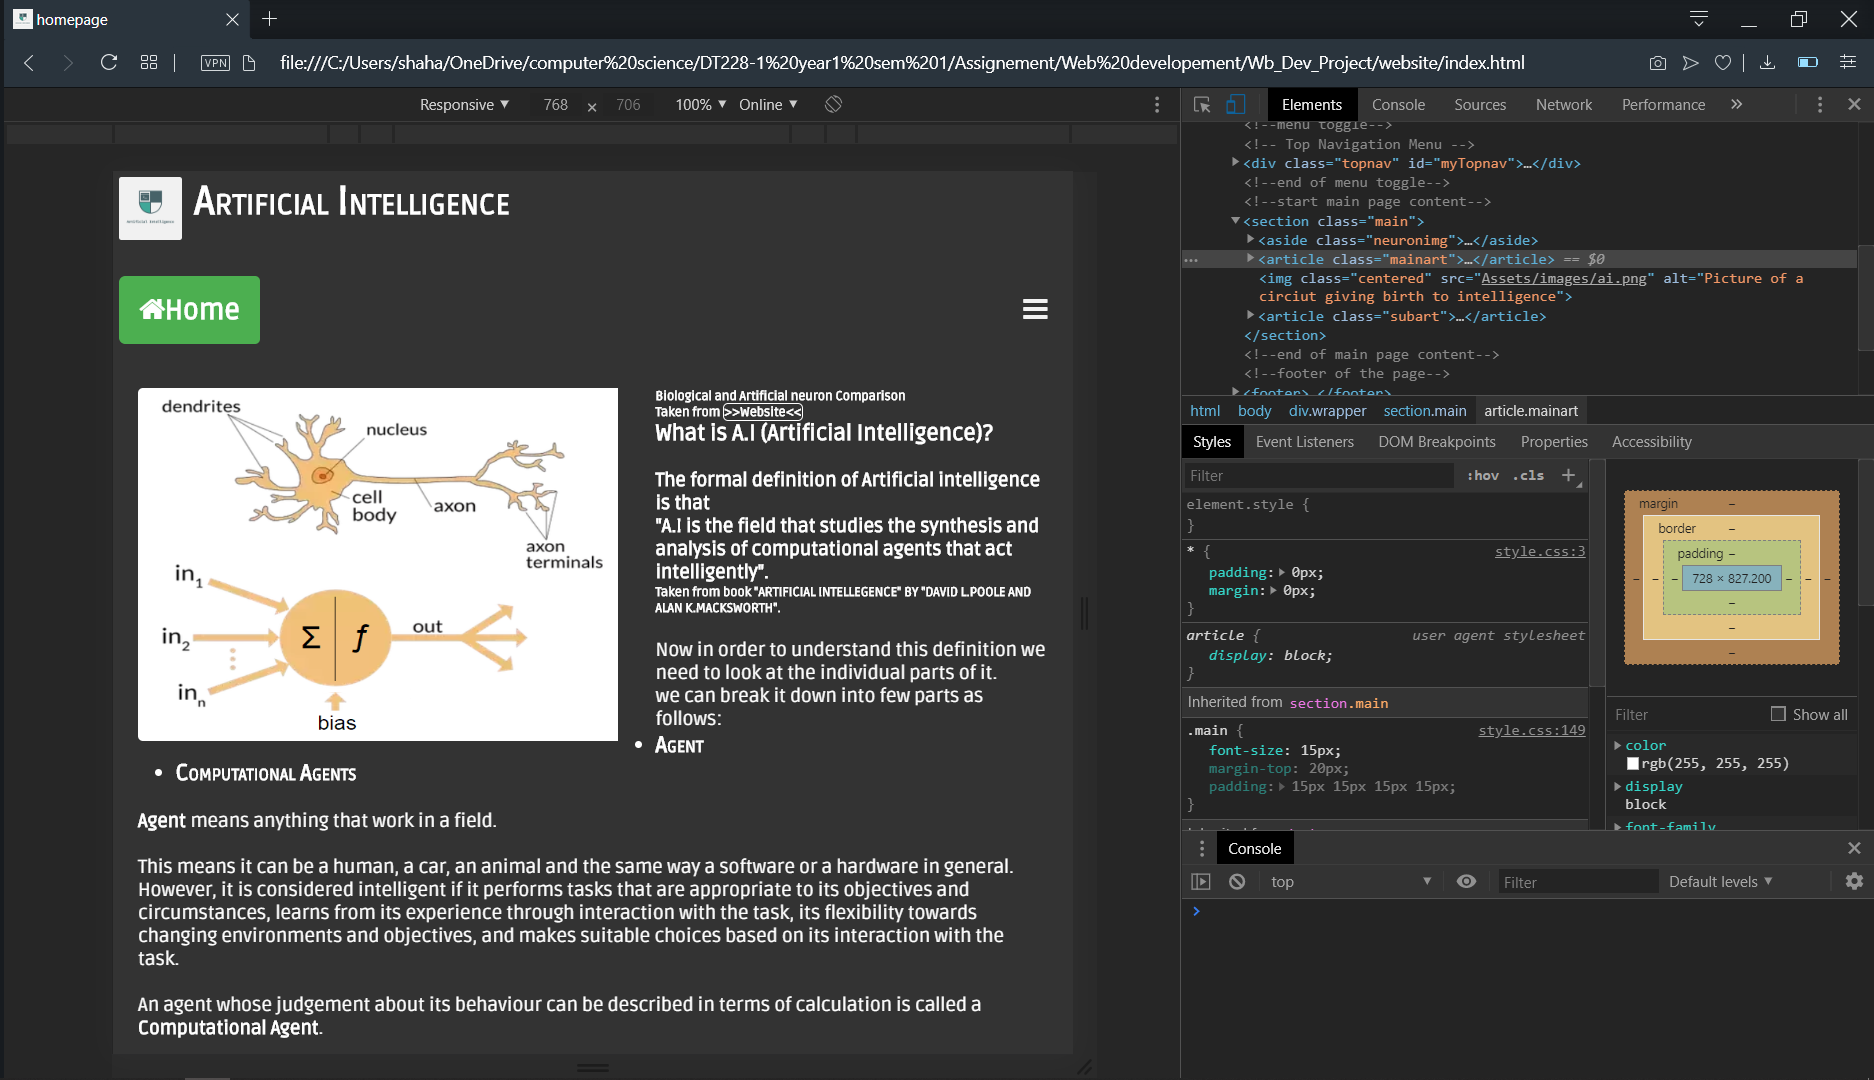 homepage
VPN
file:///C:/Users/shaha/OneDrive/computer%20science/DT228-1%20year1%20sem%201/Assignement/Web%20developement/Wb_Dev_Project/website/index.html
Responsive ▼ 768 × 706 100% ▼ Online ▼
Artificial Intelligence
Home
dendrites
nucleus
cell
body
axon
axon
terminals
in1
in2
inn
Σ f
out
bias
Biological and Artificial neuron Comparison
Taken from >>Website<<
What is A.I (Artificial Intelligence)?
The formal definition of Artificial intelligence
is that
"A.I is the field that studies the synthesis and
analysis of computational agents that act
intelligently".
Taken from book "ARTIFICIAL INTELLEGENCE" BY "DAVID L.POOLE AND
ALAN K.MACKSWORTH".
Now in order to understand this definition we
need to look at the individual parts of it.
we can break it down into few parts as
follows:
• Agent
• Computational Agents
Agent means anything that work in a field.
This means it can be a human, a car, an animal and the same way a software or a hardware in general.
However, it is considered intelligent if it performs tasks that are appropriate to its objectives and
circumstances, learns from its experience through interaction with the task, its flexibility towards
changing environments and objectives, and makes suitable choices based on its interaction with the
task.
An agent whose judgement about its behaviour can be described in terms of calculation is called a
Computational Agent.
Elements Console Sources Network Performance »
<!--menu toggle-->
<!-- Top Navigation Menu -->
<div class="topnav" id="myTopnav">…</div>
<!--end of menu toggle-->
<!--start main page content-->
<section class="main">
<aside class="neuronimg">…</aside>
<article class="mainart">…</article> == $0
<img class="centered" src="Assets/images/ai.png" alt="Picture of a
circiut giving birth to intelligence">
<article class="subart">…</article>
</section>
<!--end of main page content-->
<!--footer of the page-->
<footer>…</footer>
html body div.wrapper section.main article.mainart
Styles Event Listeners DOM Breakpoints Properties Accessibility
Filter :hov .cls +
element.style {
}
* { style.css:3
padding: 0px;
margin: 0px;
}
article { user agent stylesheet
display: block;
}
Inherited from section.main
.main { style.css:149
font-size: 15px;
margin-top: 20px;
padding: 15px 15px 15px 15px;
}
margin –
border –
padding –
728 × 827.200
Filter Show all
color
rgb(255, 255, 255)
display
block
font-family
Console
top ▼ Filter Default levels ▼